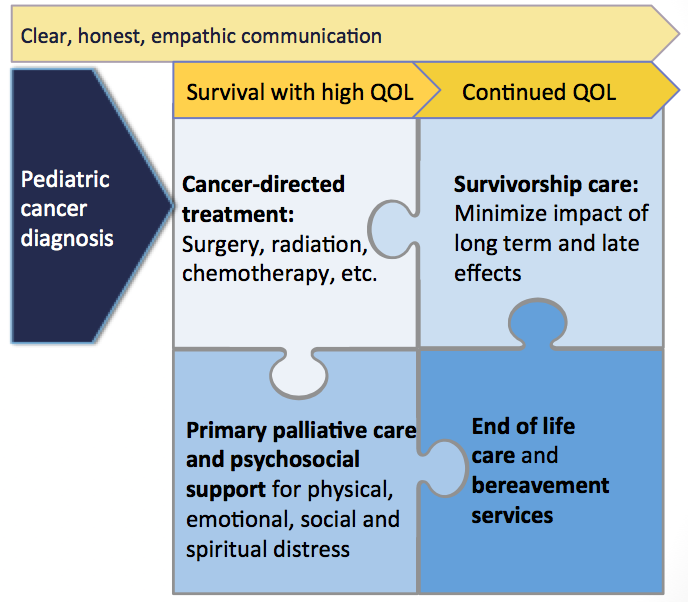 Clear, honest, empathic communication
Survival with high QOL
Continued QOL
Pediatric
cancer
diagnosis
Cancer-directed
treatment:
Surgery, radiation,
chemotherapy, etc.
Survivorship care:
Minimize impact of
long term and late
effects
Primary palliative care
and psychosocial
support for physical,
emotional, social and
spiritual distress
End of life
care and
bereavement
services